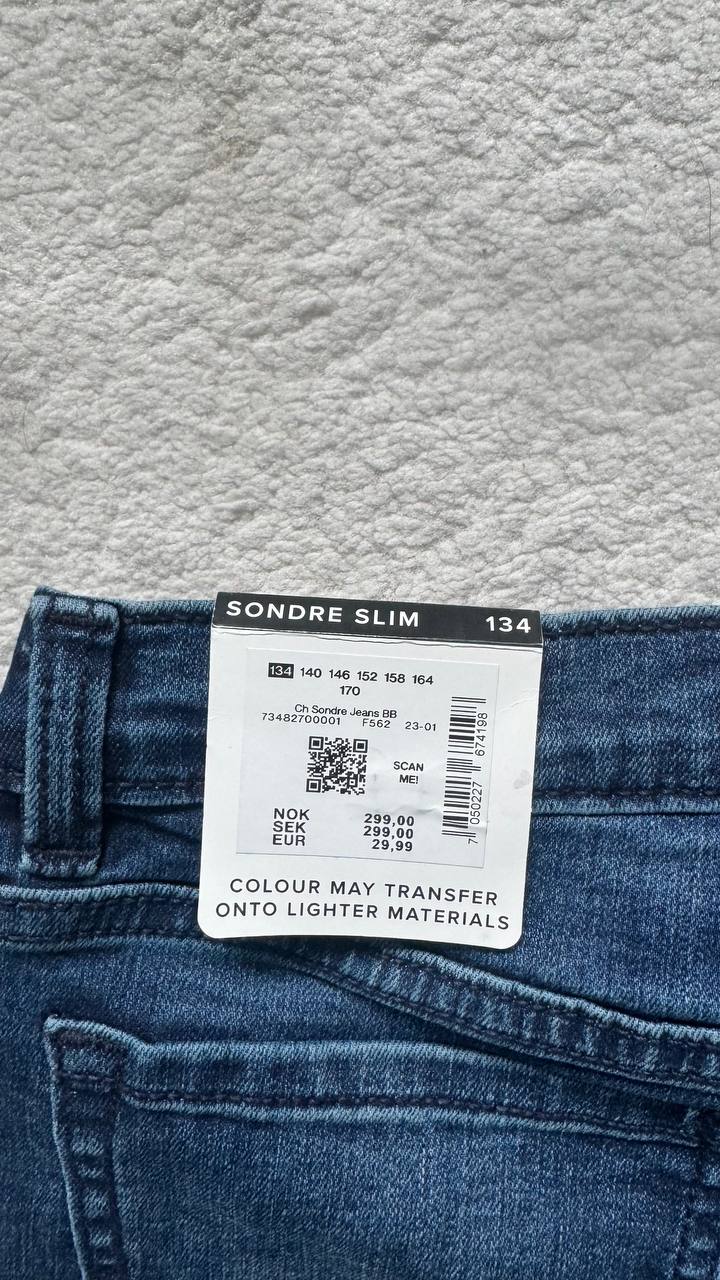 SONDRE SLIM 134
134 140 146 152 158 164
170
Ch Sondre Jeans BB
73482700001 F562 23-01
SCAN
ME!
NOK 299,00
SEK 299,00
EUR 29,99
7 050227 674198
COLOUR MAY TRANSFER
ONTO LIGHTER MATERIALS